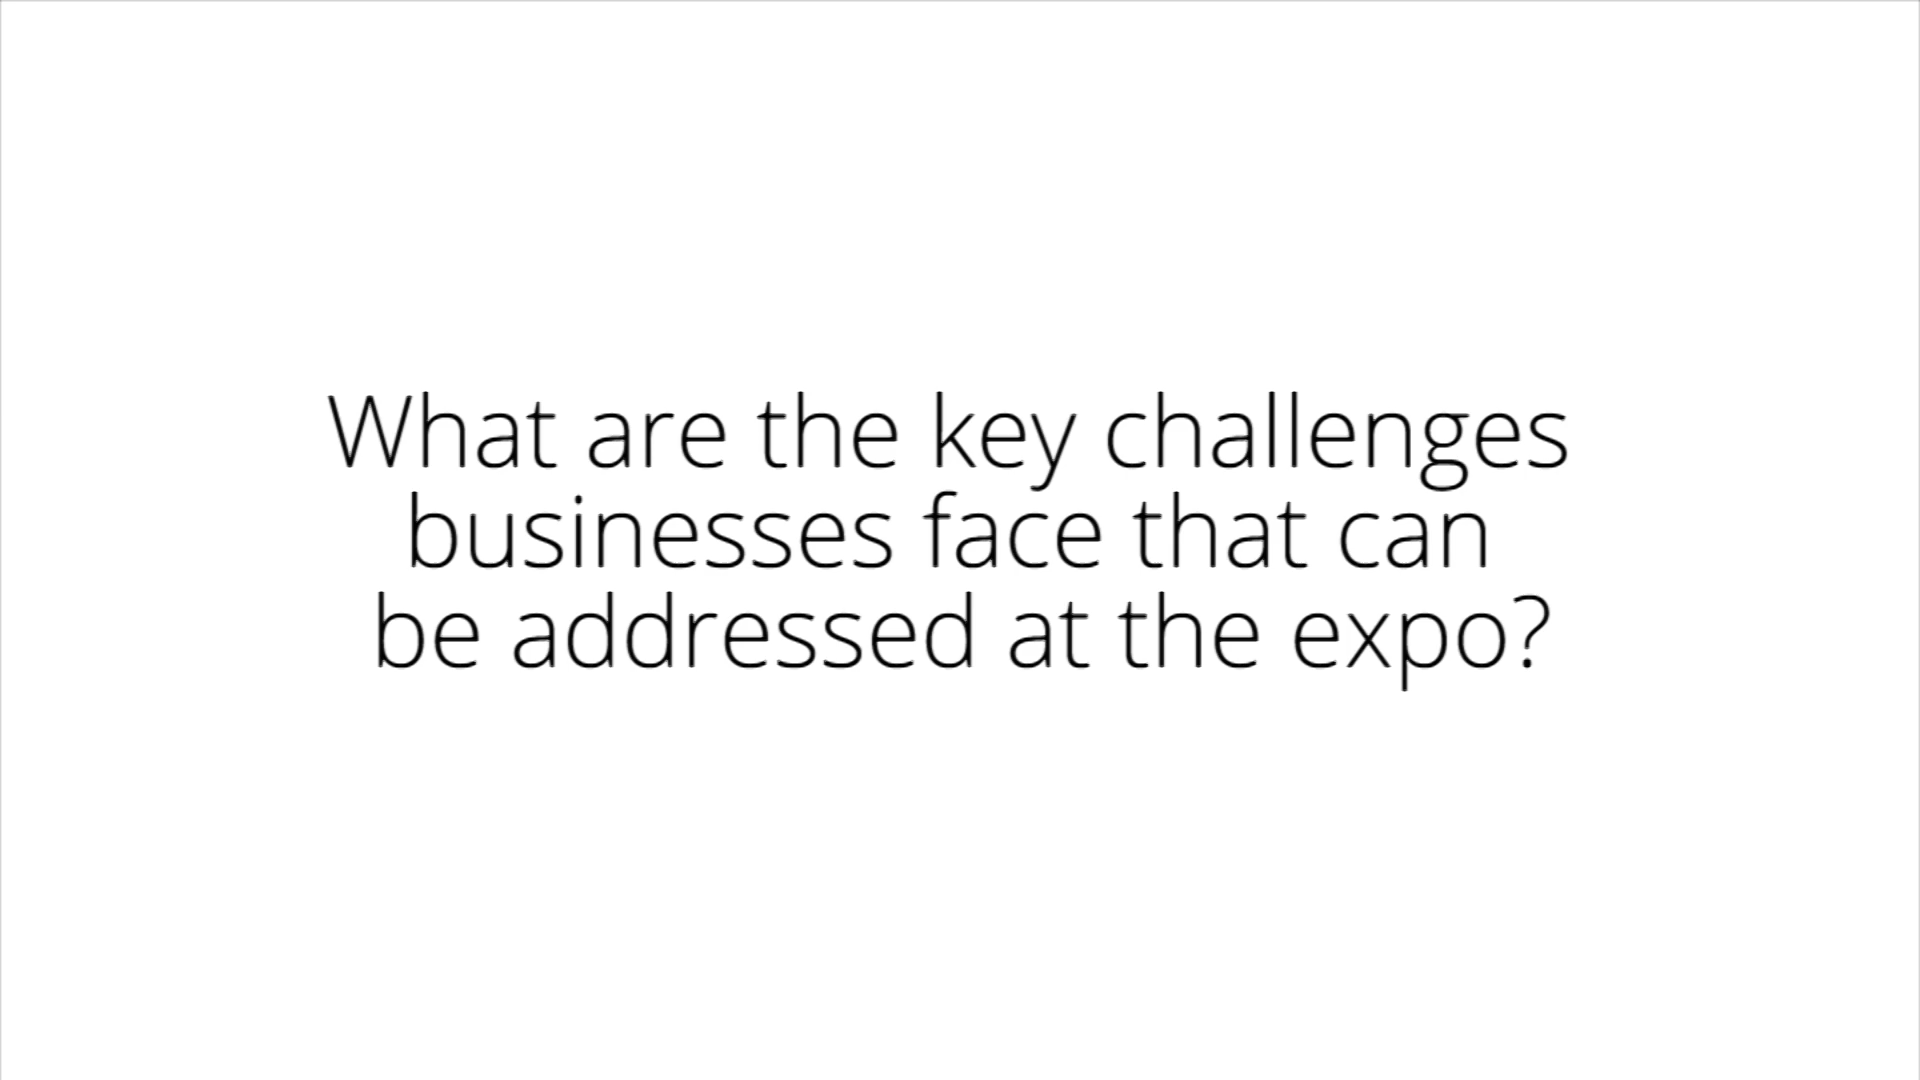 What are the key challenges
businesses face that can
be addressed at the expo?